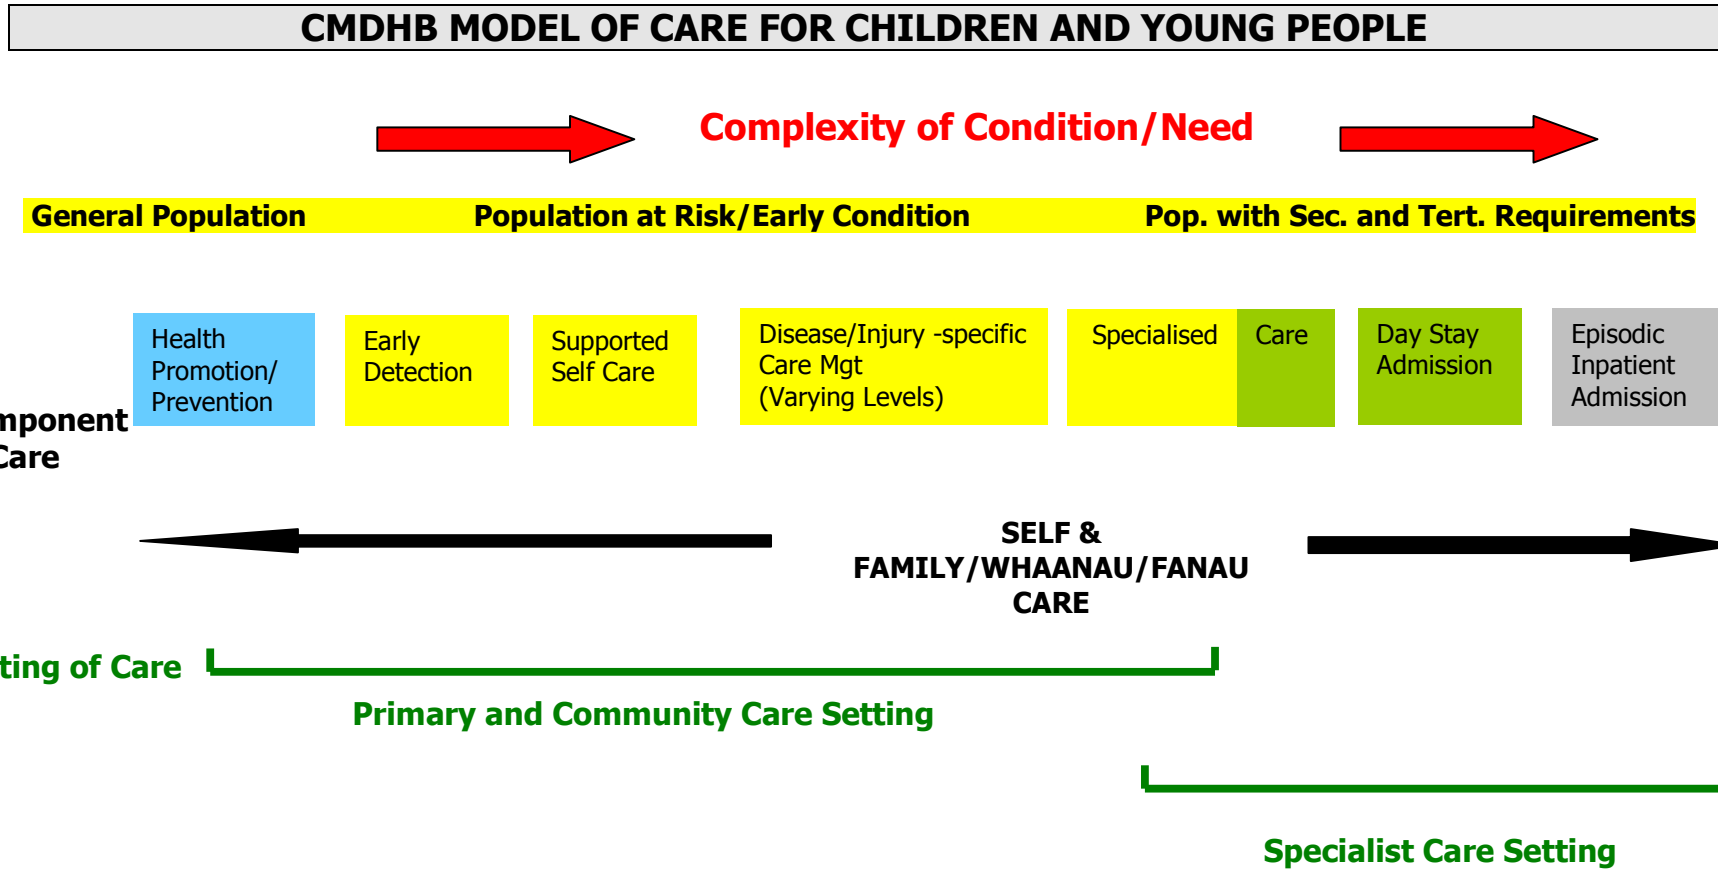 CMDHB MODEL OF CARE FOR CHILDREN AND YOUNG PEOPLE
Complexity of Condition/Need
General Population Population at Risk/Early Condition Pop. with Sec. and Tert. Requirements
Health
Promotion/
Prevention
Early
Detection
Supported
Self Care
Disease/Injury -specific
Care Mgt
(Varying Levels)
Specialised Care
Day Stay
Admission
Episodic
Inpatient
Admission
mponent
Care
SELF &
FAMILY/WHAANAU/FANAU
CARE
ting of Care
Primary and Community Care Setting
Specialist Care Setting